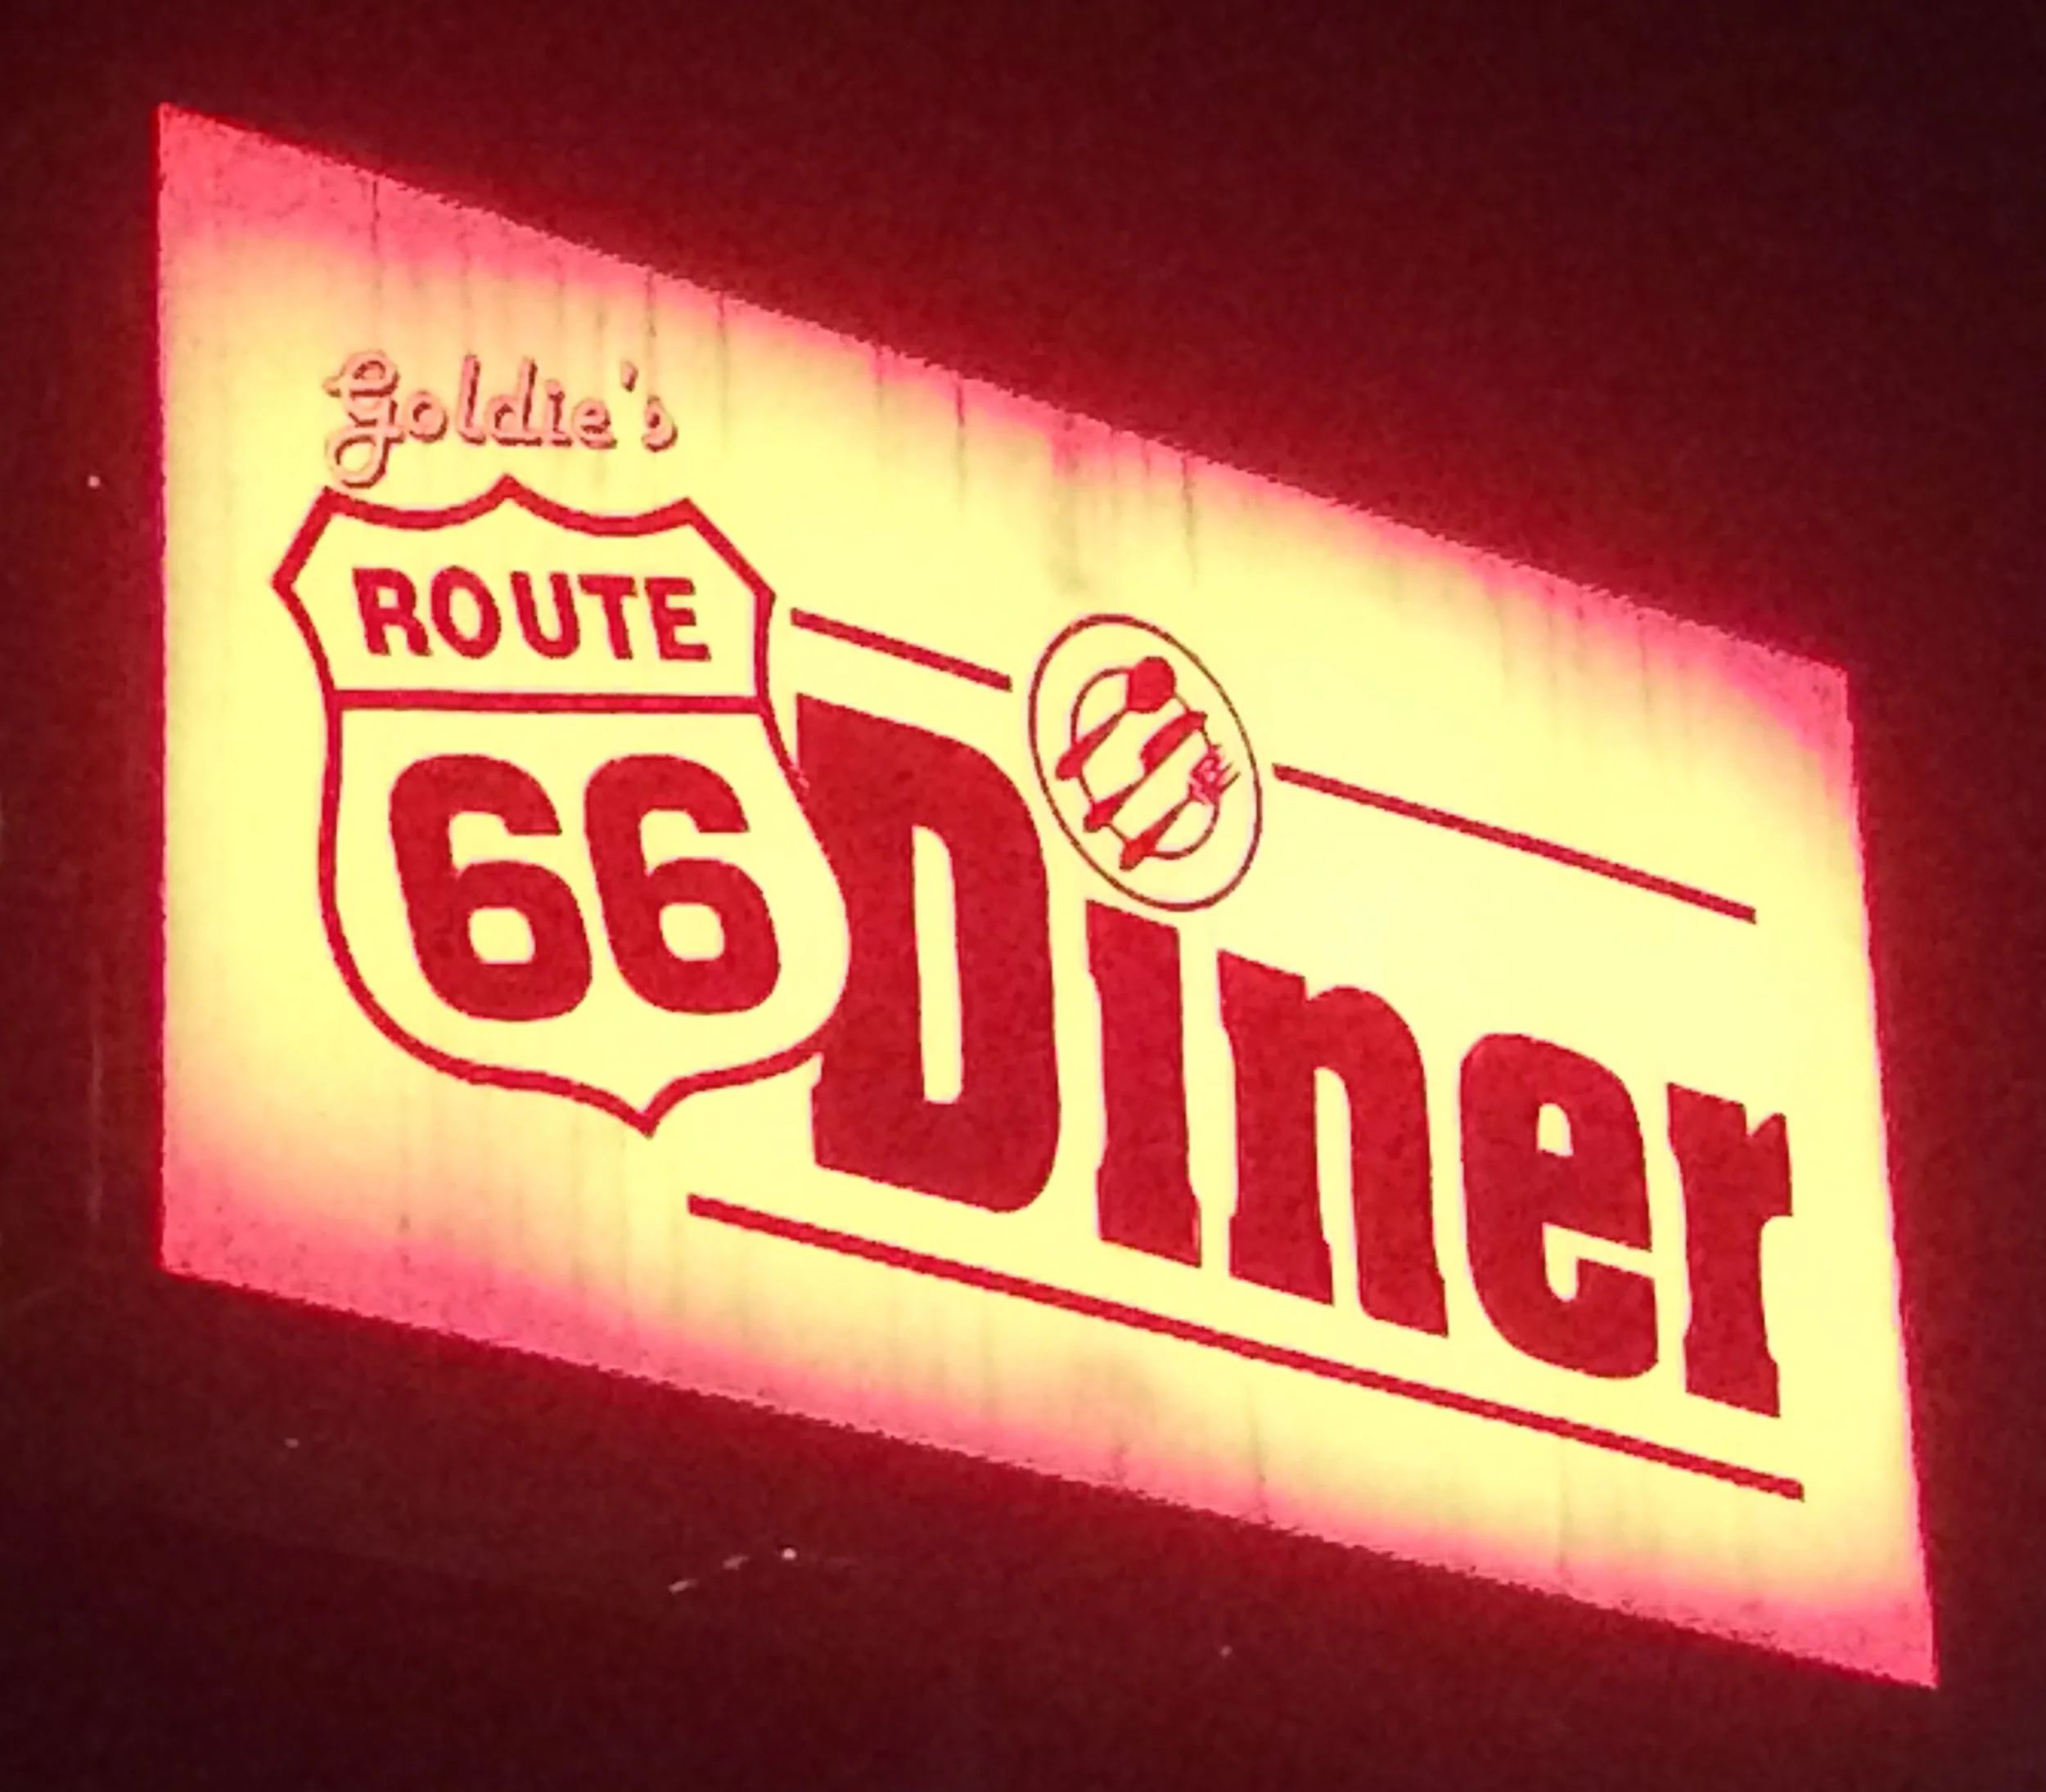 Goldie's
ROUTE
66
Diner